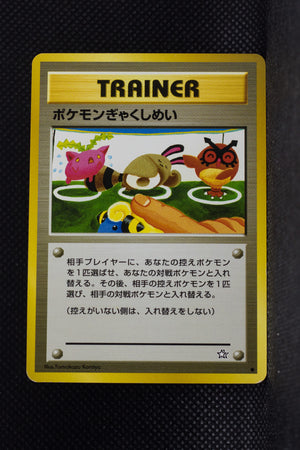 TRAINER
ポケモンぎゃくしめい
相手プレイヤーに、あなたの控えポケモン
を1匹選ばせ、あなたの対戦ポケモンと入れ
替える。その後、相手の控えポケモンを1匹
選び、相手の対戦ポケモンと入れ替える。
(控えがいない側は、入れ替えをしない)
Illus. Tomokazu Komiya